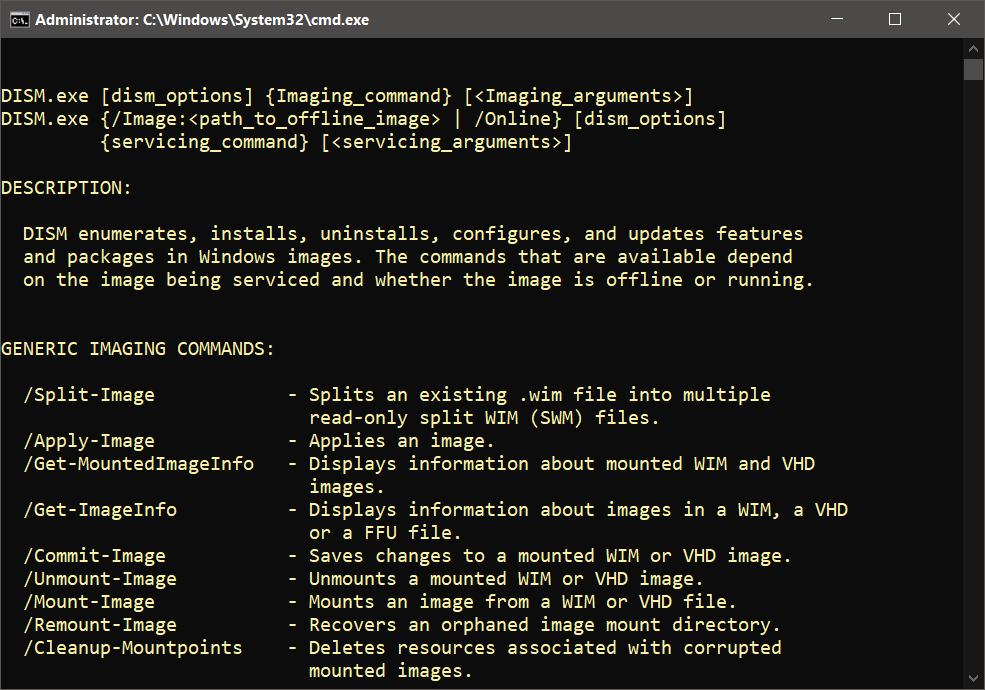 Administrator: C:\Windows\System32\cmd.exe
DISM.exe [dism_options] {Imaging_command} [<Imaging_arguments>]
DISM.exe {/Image:<path_to_offline_image> | /Online} [dism_options]
{servicing_command} [<servicing_arguments>]
DESCRIPTION:
DISM enumerates, installs, uninstalls, configures, and updates features
and packages in Windows images. The commands that are available depend
on the image being serviced and whether the image is offline or running.
GENERIC IMAGING COMMANDS:
/Split-Image - Splits an existing .wim file into multiple
read-only split WIM (SWM) files.
/Apply-Image - Applies an image.
/Get-MountedImageInfo - Displays information about mounted WIM and VHD
images.
/Get-ImageInfo - Displays information about images in a WIM, a VHD
or a FFU file.
/Commit-Image - Saves changes to a mounted WIM or VHD image.
/Unmount-Image - Unmounts a mounted WIM or VHD image.
/Mount-Image - Mounts an image from a WIM or VHD file.
/Remount-Image - Recovers an orphaned image mount directory.
/Cleanup-Mountpoints - Deletes resources associated with corrupted
mounted images.